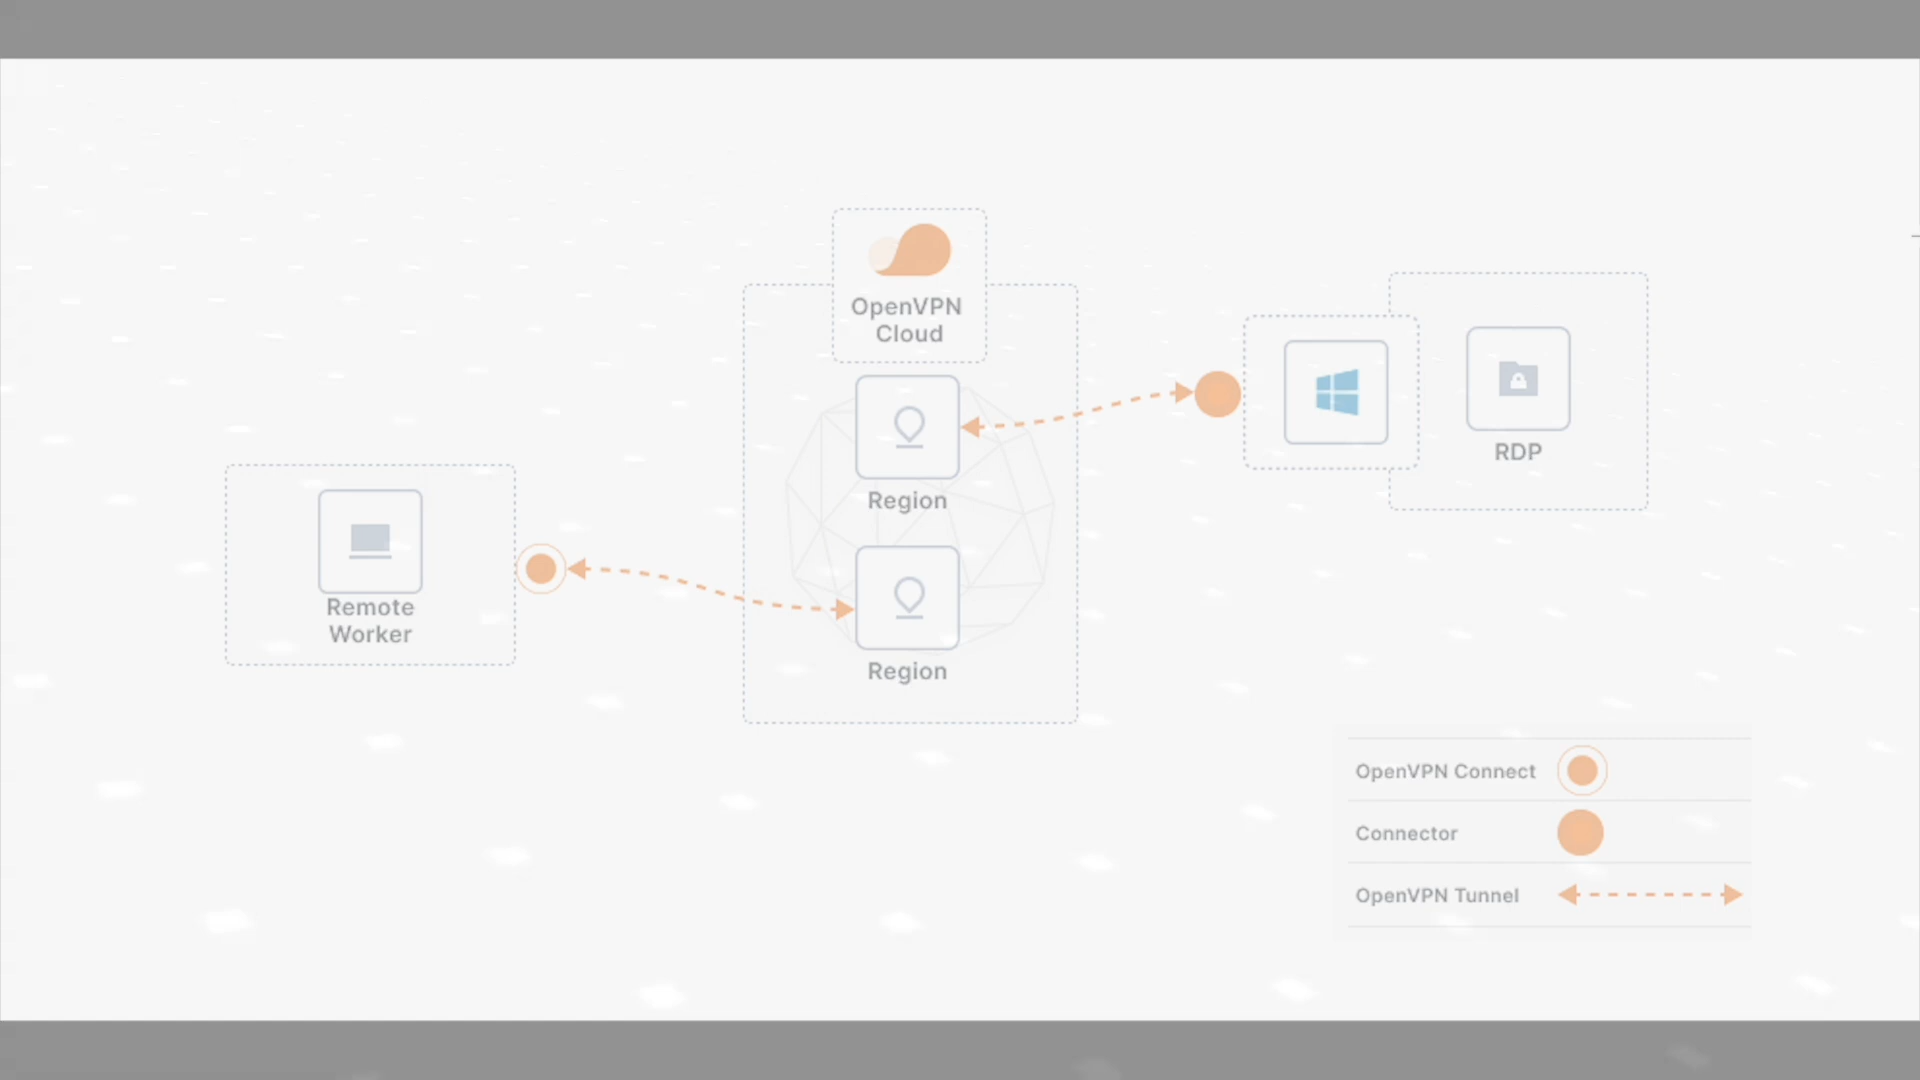 OpenVPN
Cloud
Region
Region
Remote
Worker
RDP
OpenVPN Connect
Connector
OpenVPN Tunnel